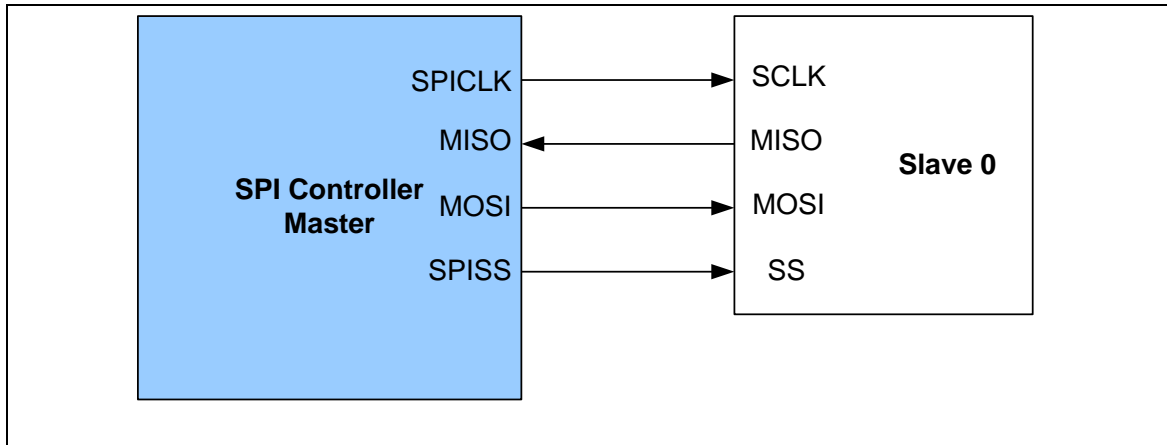 SPICLK
MISO
MOSI
SPISS
SPI Controller
Master
SCLK
MISO
MOSI
SS
Slave 0